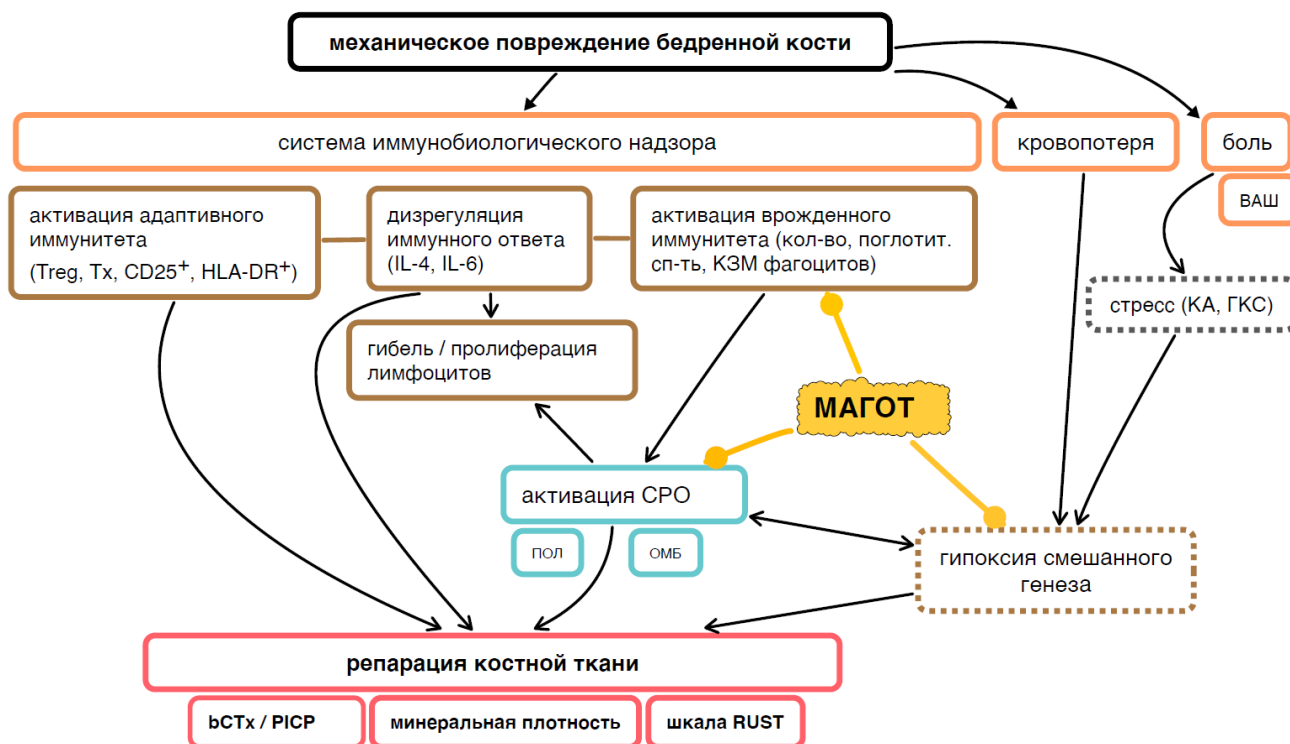 механическое повреждение бедренной кости
система иммунобиологического надзора
кровопотеря
боль
ВАШ
активация адаптивного
иммунитета
(Treg, Tx, CD25⁺, HLA-DR⁺)
дизрегуляция
иммунного ответа
(IL-4, IL-6)
активация врожденного
иммунитета (кол-во, поглотит.
сп-ть, КЗМ фагоцитов)
стресс (КА, ГКС)
гибель / пролиферация
лимфоцитов
МАГОТ
активация СРО
ПОЛ
ОМБ
гипоксия смешанного
генеза
репарация костной ткани
bCTx / PICP
минеральная плотность
шкала RUST